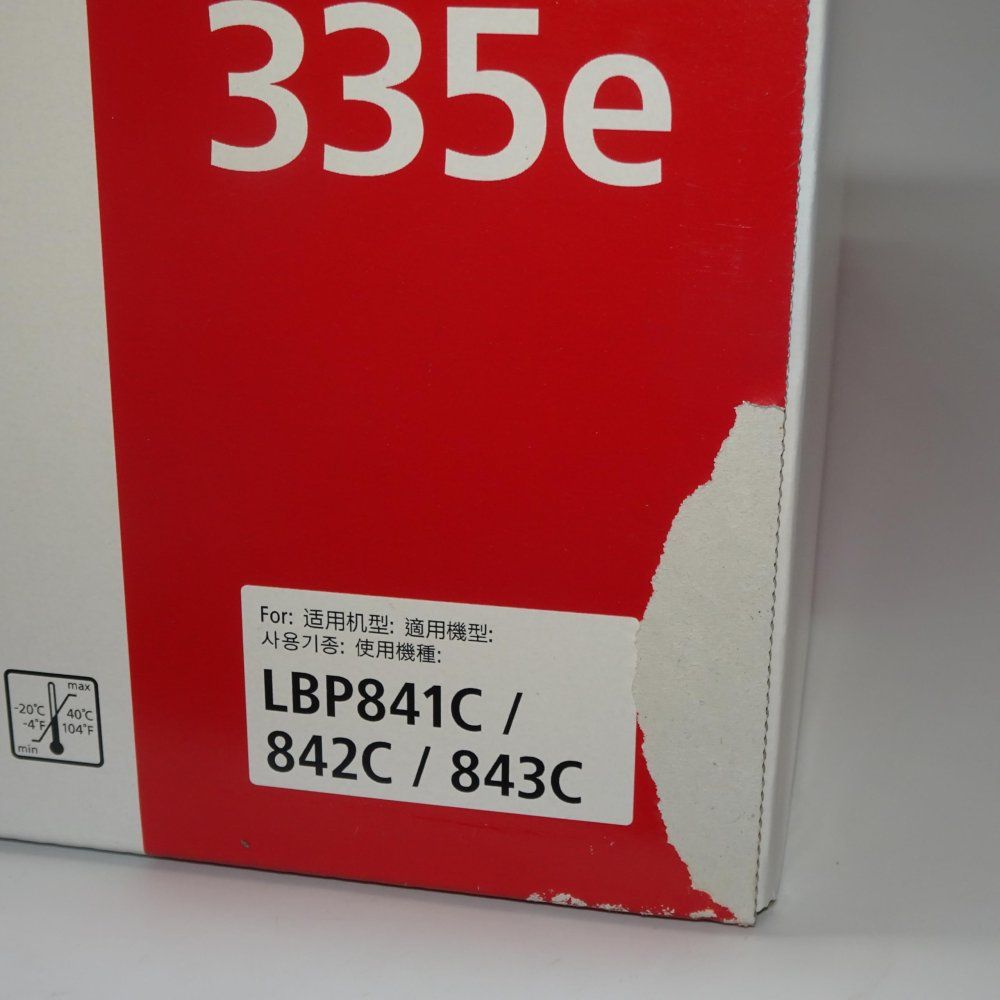 335e
For: 适用机型: 適用機型:
사용기종: 使用機種:
LBP841C /
842C / 843C
max
-20°C
40°C
-4°F
104°F
min